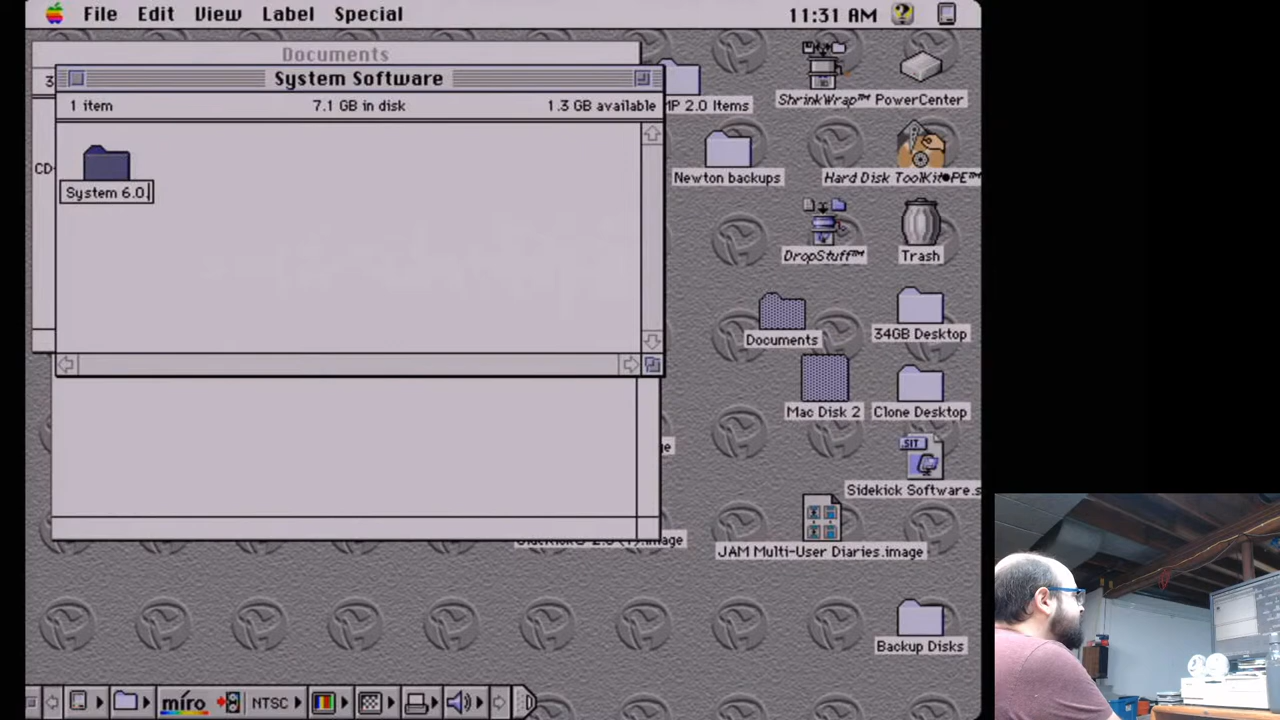 File Edit View Label Special 11:31 AM
Documents
3
System Software
1 item 7.1 GB in disk 1.3 GB available
MP 2.0 Items
ShrinkWrap™ PowerCenter
CD-
System 6.0.
Newton backups
Hard Disk ToolKit•PE™
DropStuff™
Trash
Documents
34GB Desktop
Mac Disk 2
Clone Desktop
.SIT
Sidekick Software.s
JAM Multi-User Diaries.image
Backup Disks
miro NTSC